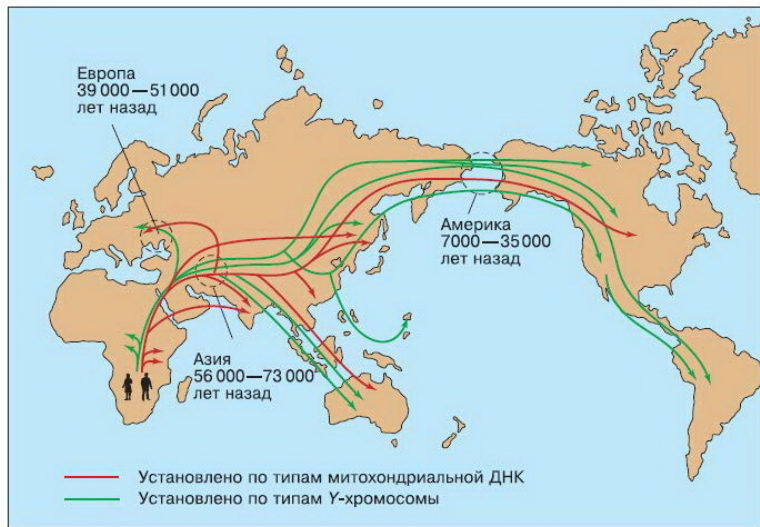 Европа
39 000—51 000
лет назад
Америка
7000—35 000
лет назад
Азия
56 000—73 000
лет назад
Установлено по типам митохондриальной ДНК
Установлено по типам Y-хромосомы